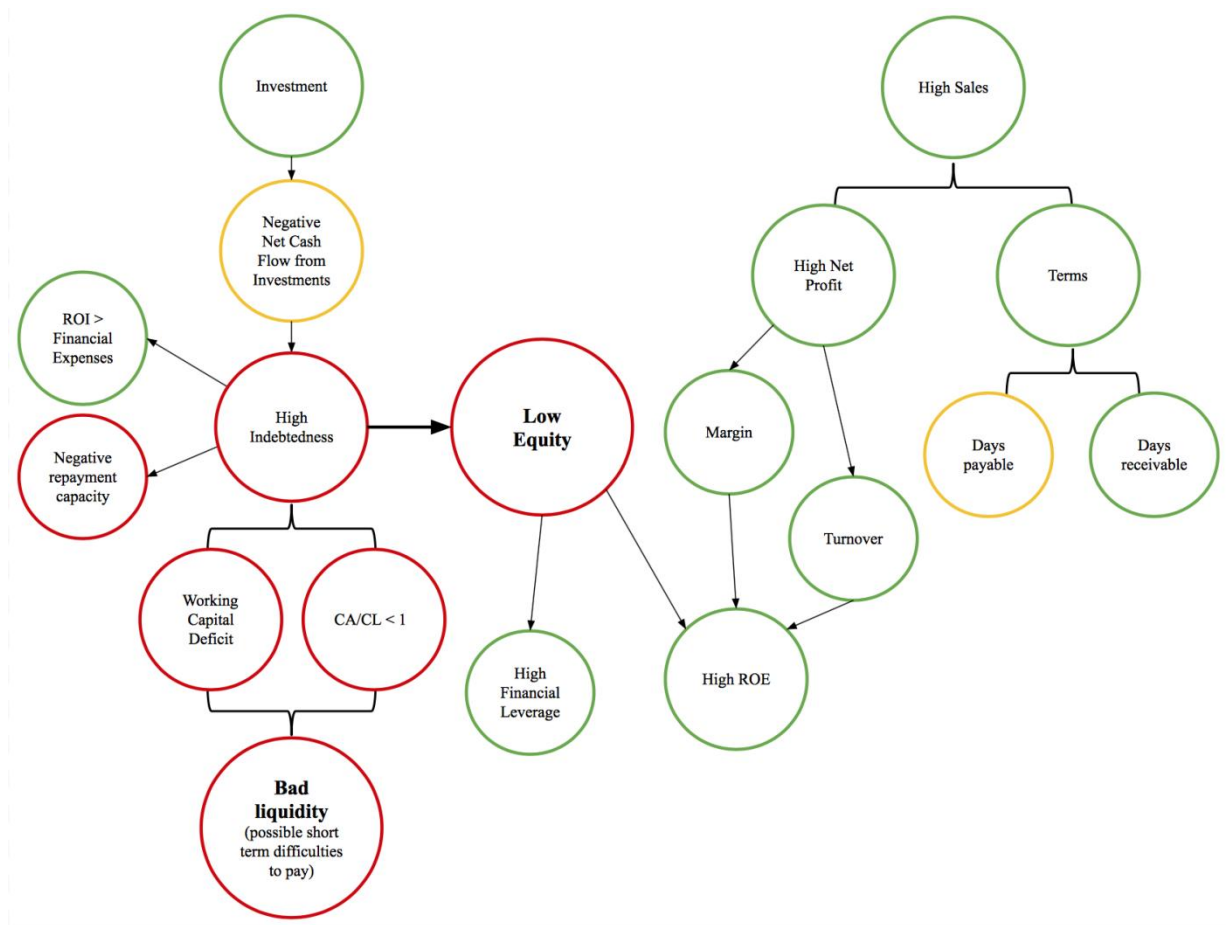 Investment
High Sales
Negative
Net Cash
Flow from
Investments
High Net
Profit
Terms
ROI >
Financial
Expenses
High
Indebtedness
Low
Equity
Margin
Days
payable
Days
receivable
Negative
repayment
capacity
Turnover
Working
Capital
Deficit
CA/CL < 1
High
Financial
Leverage
High ROE
Bad
liquidity
(possible short
term difficulties
to pay)